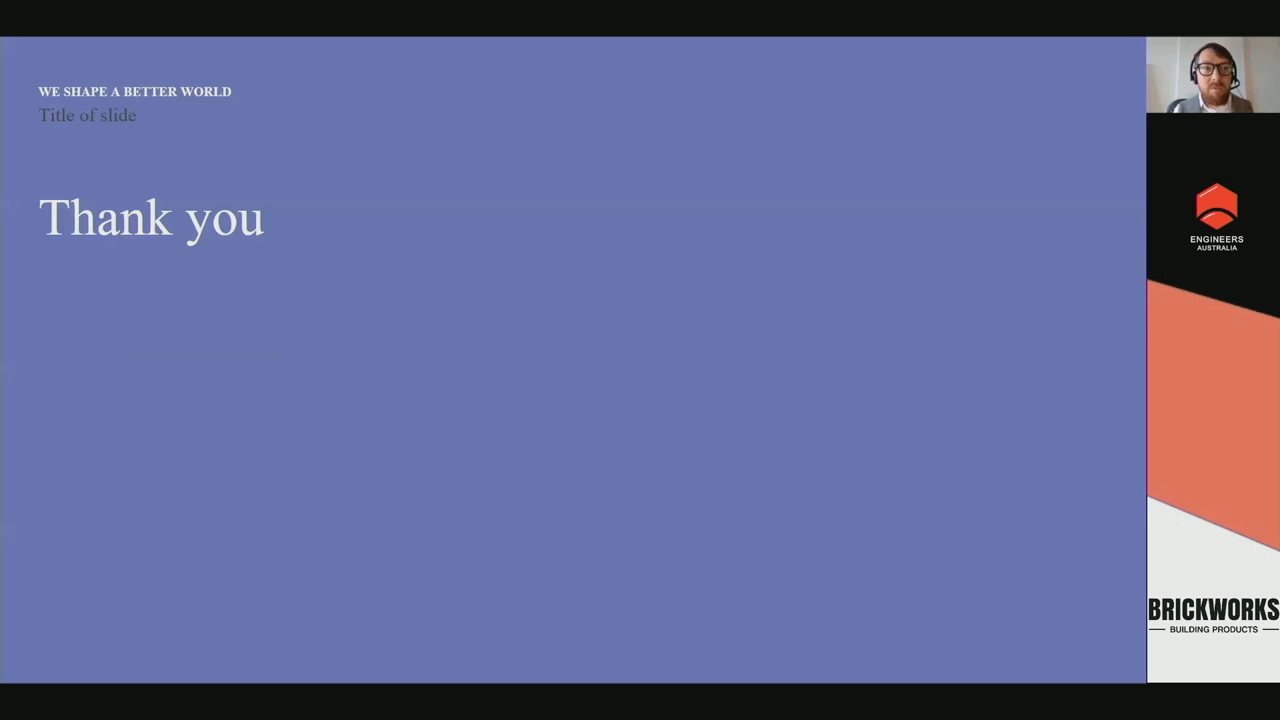 WE SHAPE A BETTER WORLD
Title of slide
Thank you
ENGINEERS
AUSTRALIA
BRICKWORKS
BUILDING PRODUCTS